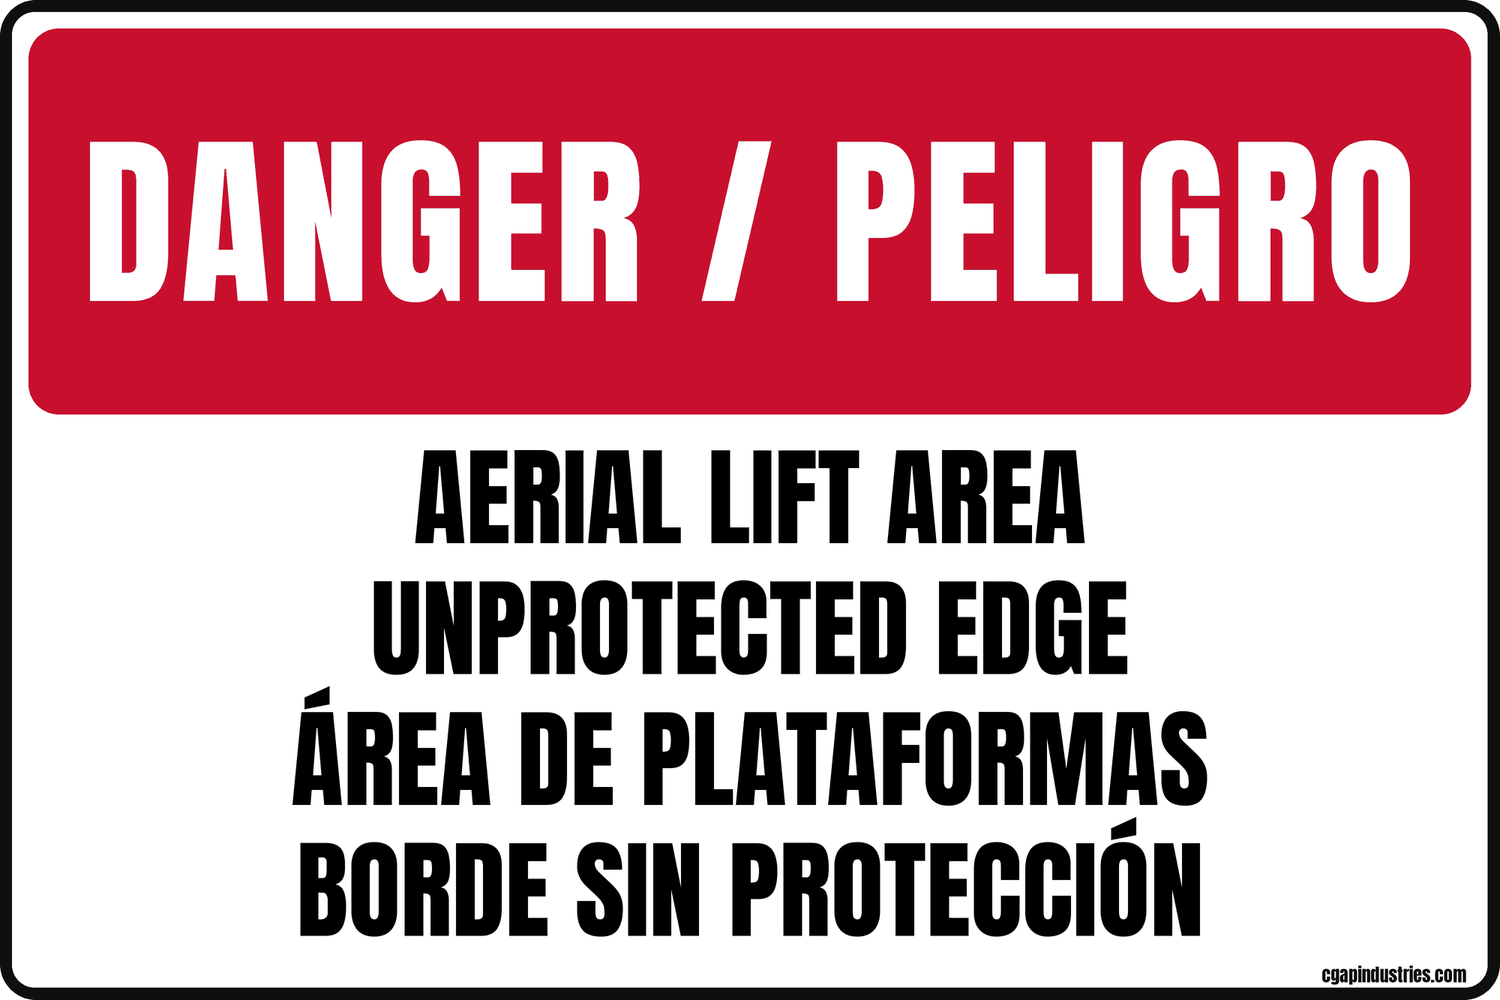 DANGER / PELIGRO
AERIAL LIFT AREA
UNPROTECTED EDGE
ÁREA DE PLATAFORMAS
BORDE SIN PROTECCIÓN
cgapindustries.com